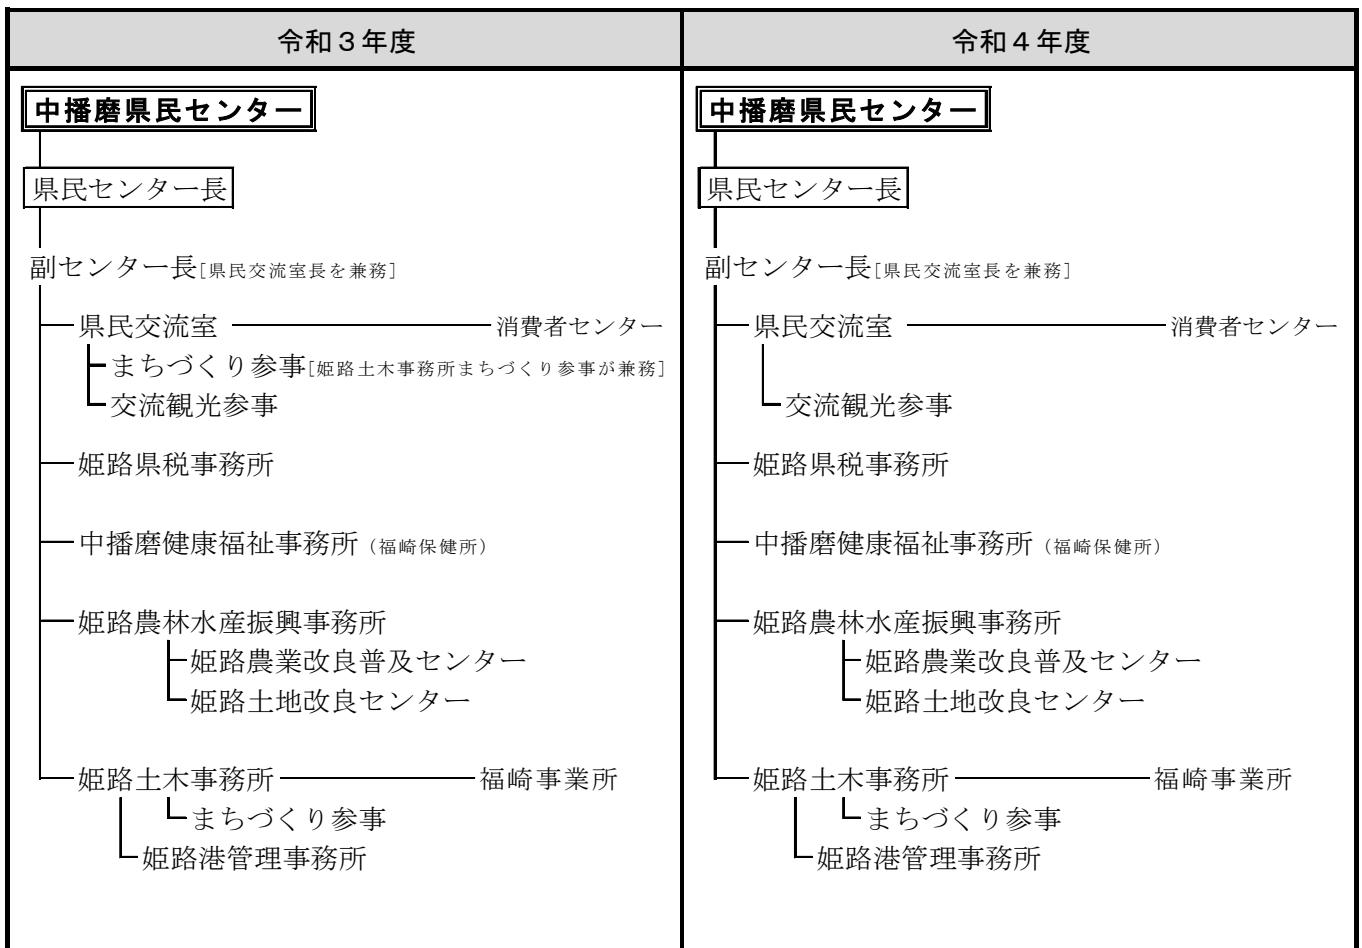 令和３年度
中播磨県民センター
県民センター長
副センター長[県民交流室長を兼務]
県民交流室 消費者センター
まちづくり参事[姫路土木事務所まちづくり参事が兼務]
交流観光参事
姫路県税事務所
中播磨健康福祉事務所（福崎保健所）
姫路農林水産振興事務所
姫路農業改良普及センター
姫路土地改良センター
姫路土木事務所 福崎事業所
まちづくり参事
姫路港管理事務所
令和４年度
中播磨県民センター
県民センター長
副センター長[県民交流室長を兼務]
県民交流室 消費者センター
交流観光参事
姫路県税事務所
中播磨健康福祉事務所（福崎保健所）
姫路農林水産振興事務所
姫路農業改良普及センター
姫路土地改良センター
姫路土木事務所 福崎事業所
まちづくり参事
姫路港管理事務所